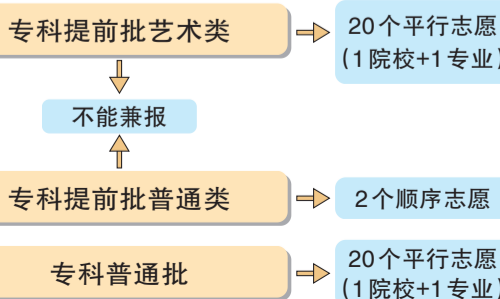 专科提前批艺术类
20个平行志愿
(1院校+1专业)
不能兼报
专科提前批普通类
2个顺序志愿
专科普通批
20个平行志愿
(1院校+1专业)